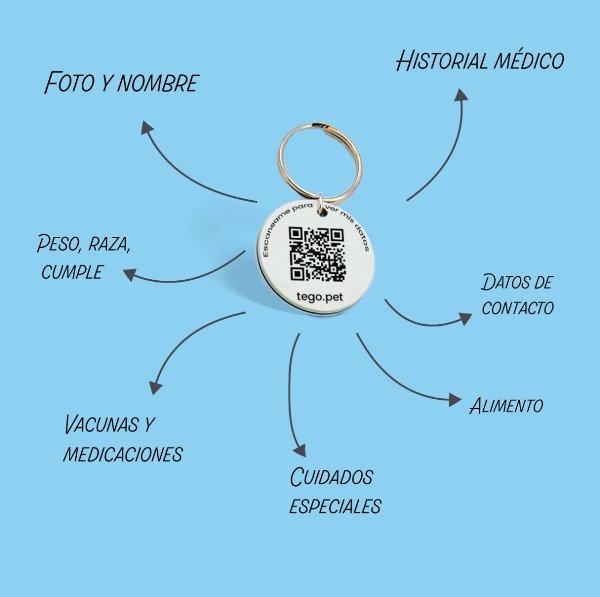 Historial médico
Foto y nombre
Escaneame para ver mis datos
tego.pet
Peso, raza,
cumple
Datos de
contacto
Alimento
Vacunas y
medicaciones
Cuidados
especiales